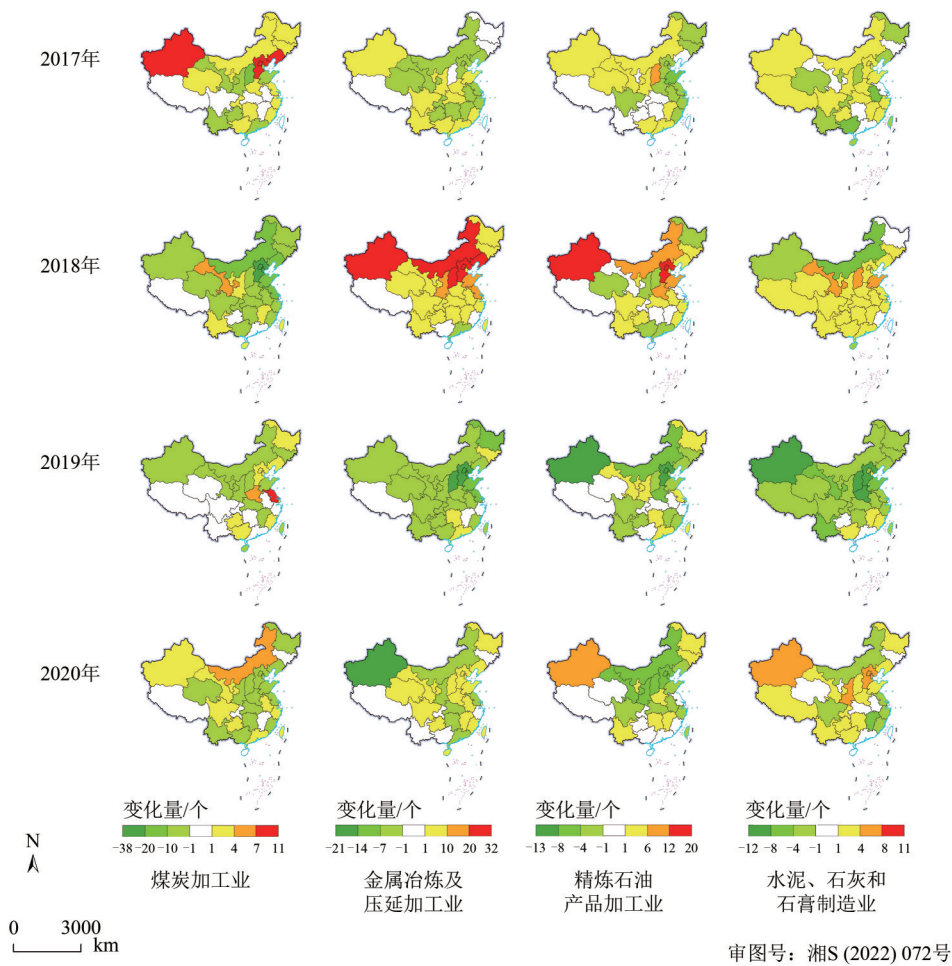 2017年
2018年
2019年
2020年
变化量/个
−38 −20 −10 −1 1 4 7 11
煤炭加工业
变化量/个
−21 −14 −7 −1 1 10 20 32
金属冶炼及
压延加工业
变化量/个
−13 −8 −4 −1 1 6 12 20
精炼石油
产品加工业
变化量/个
−12 −8 −4 −1 1 4 8 11
水泥、石灰和
石膏制造业
N
0 3000
km
审图号：湘S (2022) 072号